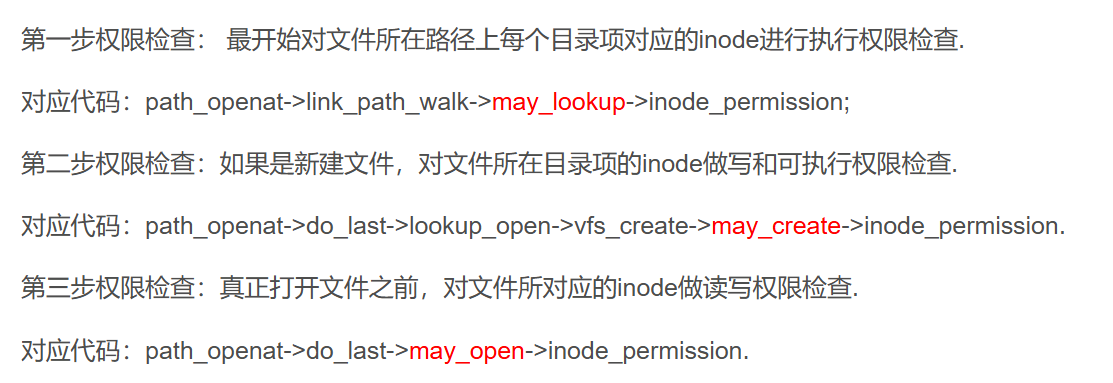 第一步权限检查： 最开始对文件所在路径上每个目录项对应的inode进行执行权限检查.
对应代码：path_openat->link_path_walk->may_lookup->inode_permission;
第二步权限检查：如果是新建文件，对文件所在目录项的inode做写和可执行权限检查.
对应代码：path_openat->do_last->lookup_open->vfs_create->may_create->inode_permission.
第三步权限检查：真正打开文件之前，对文件所对应的inode做读写权限检查.
对应代码：path_openat->do_last->may_open->inode_permission.